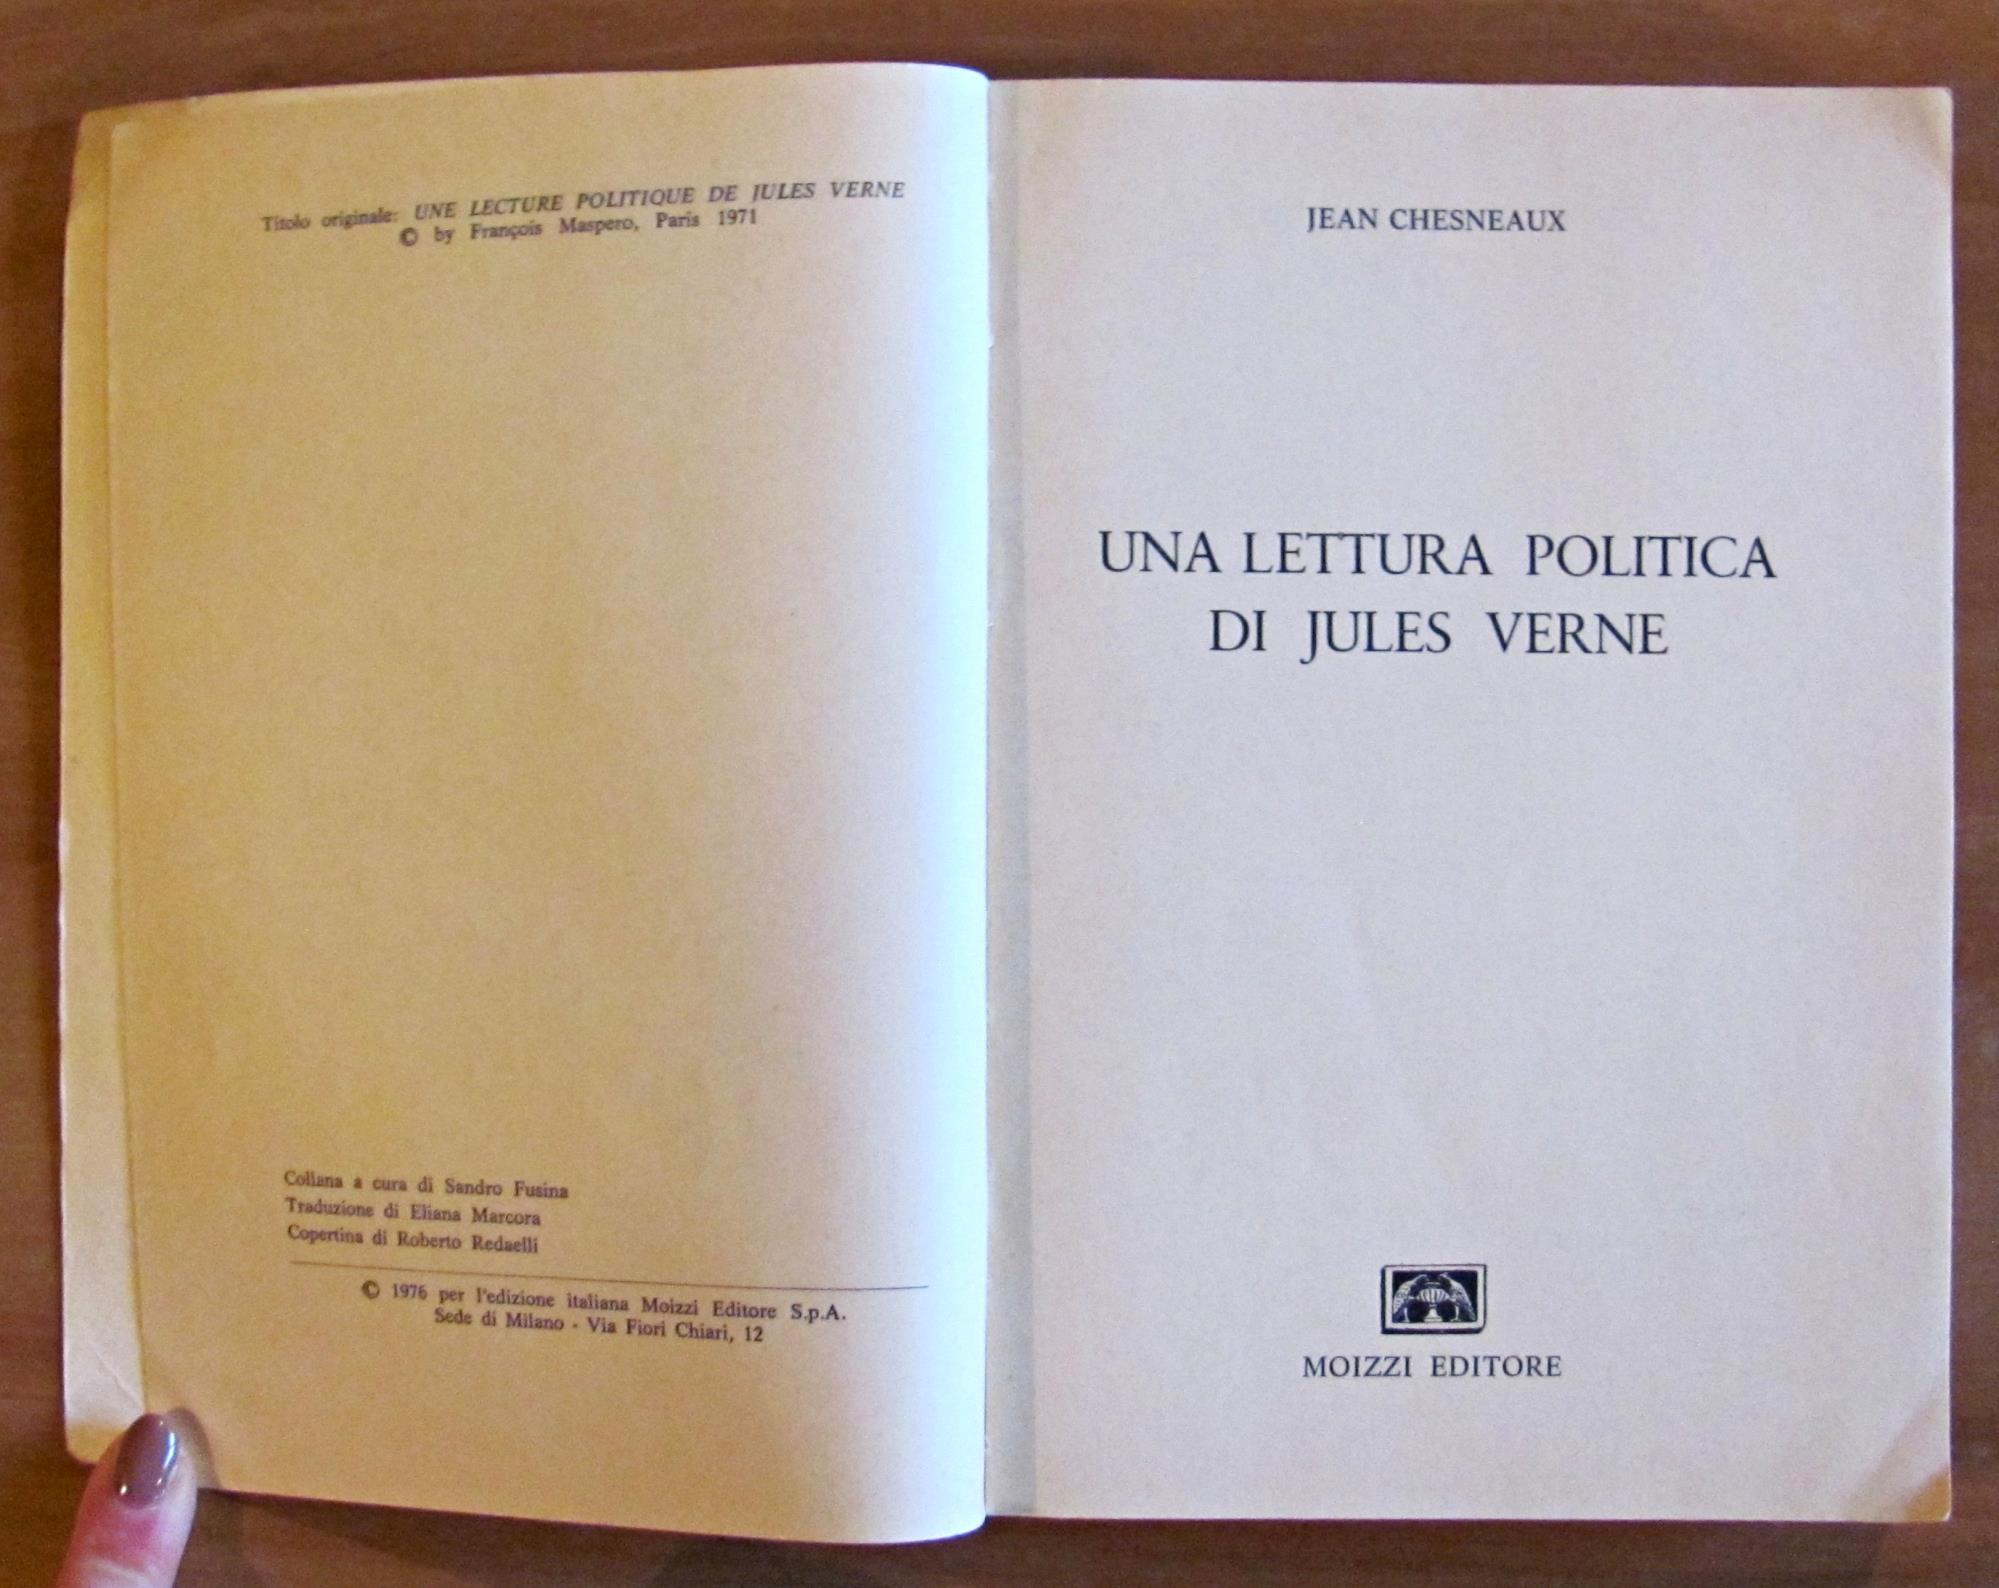 Titolo originale: UNE LECTURE POLITIQUE DE JULES VERNE
© by François Maspero, Paris 1971
Collana a cura di Sandro Fusina
Traduzione di Eliana Marcora
Copertina di Roberto Redaelli
© 1976 per l'edizione italiana Moizzi Editore S.p.A.
Sede di Milano - Via Fiori Chiari, 12
JEAN CHESNEAUX
UNA LETTURA POLITICA
DI JULES VERNE
MOIZZI EDITORE